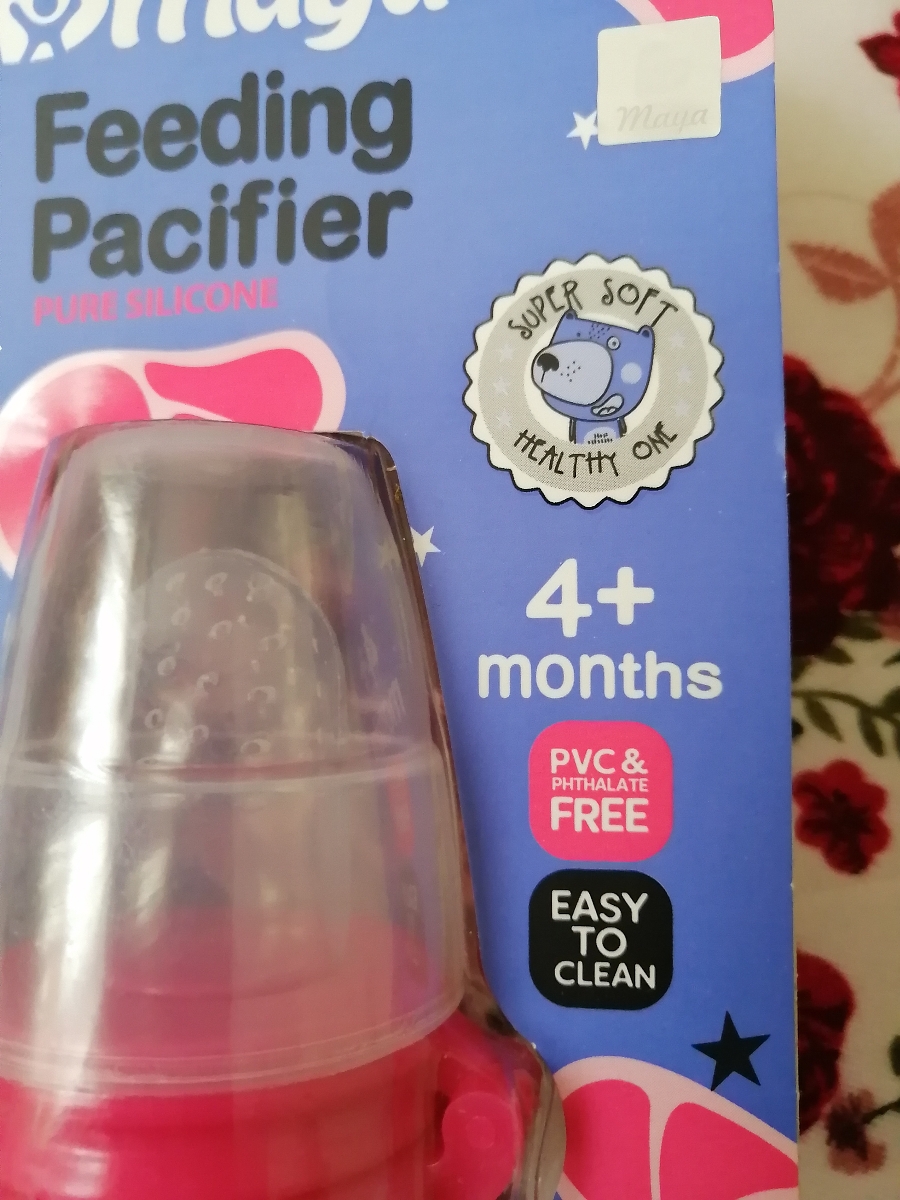 maya
Maya
Feeding
Pacifier
PURE SILICONE
SUPER SOFT
HEALTHY ONE
4+
months
PVC &
PHTHALATE
FREE
EASY
TO
CLEAN